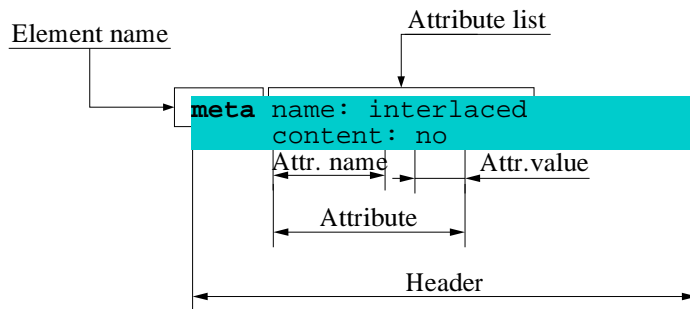 Attribute list
Element name
meta name: interlaced
content: no
Attr. name
Attr.value
Attribute
Header